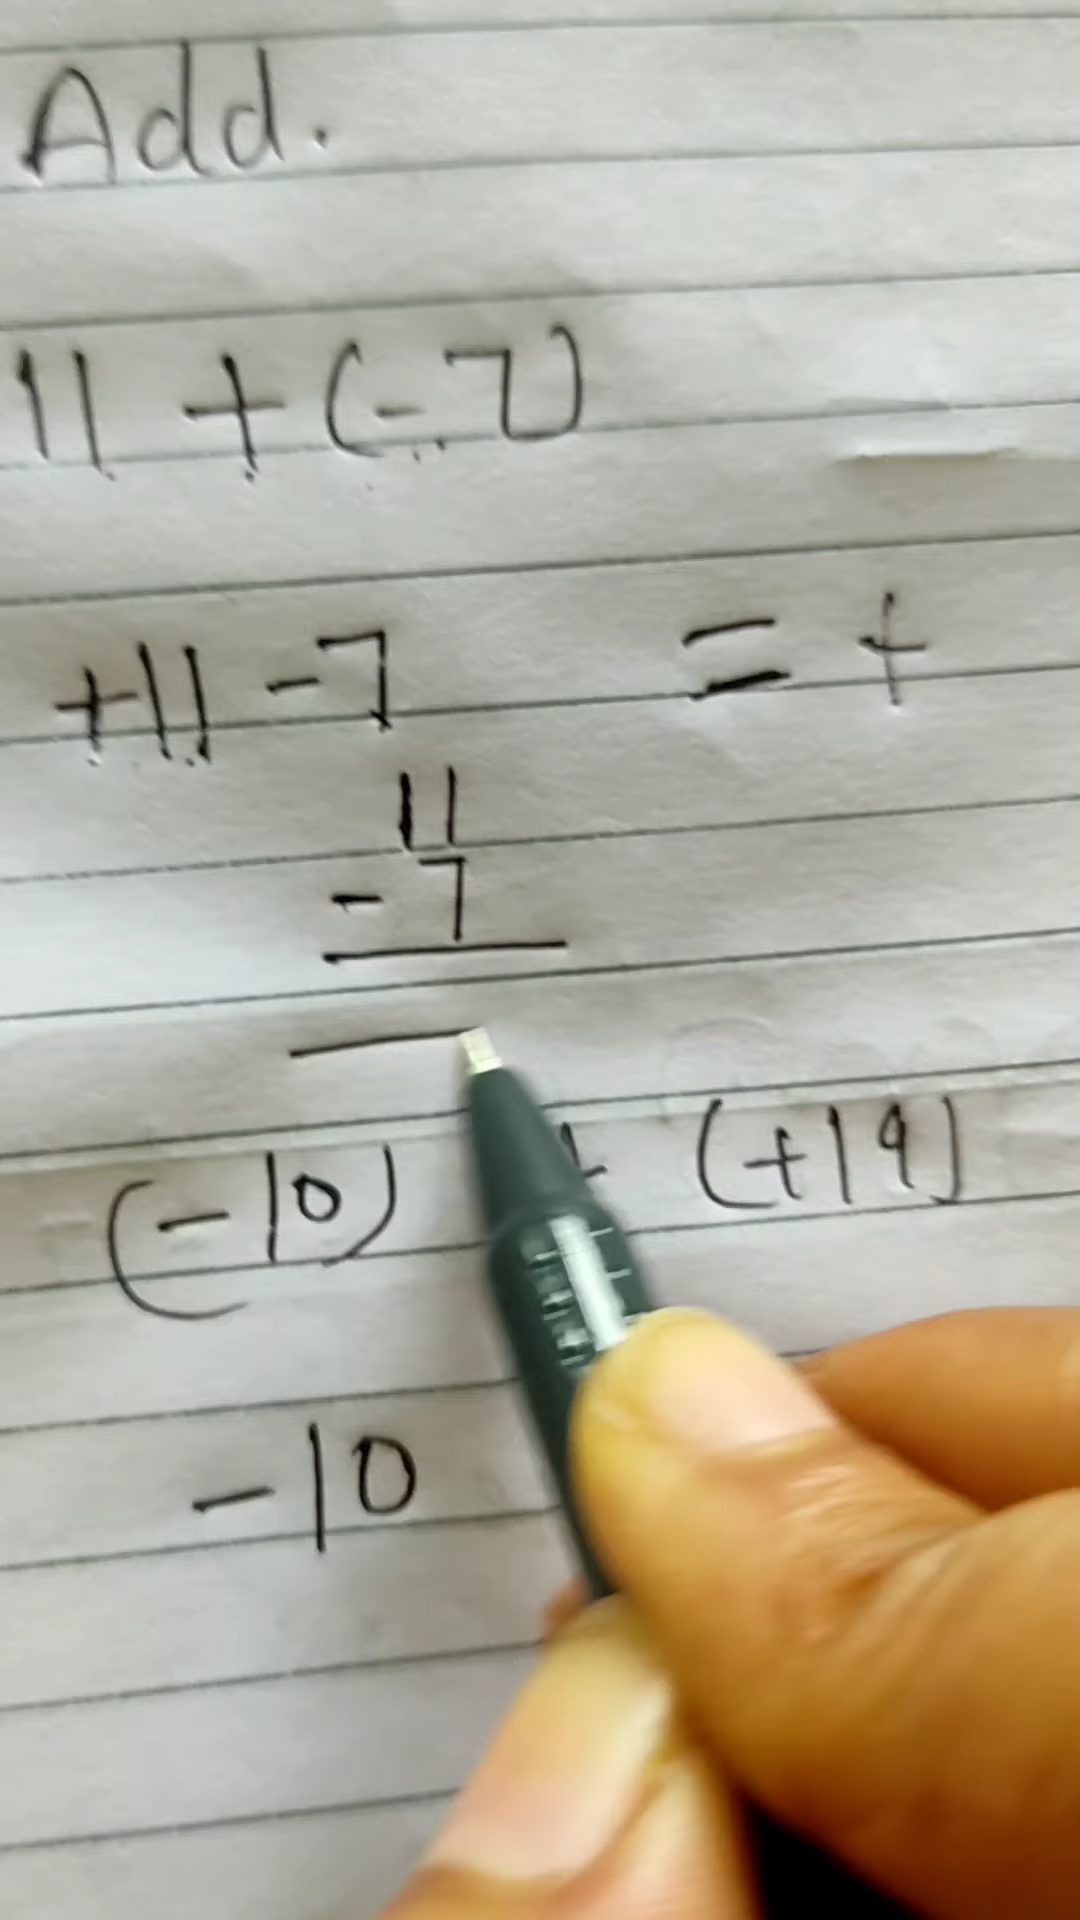 Add.
11 + (-7)
+11 -7 = +
11
- 7
(-10) + (+19)
-10